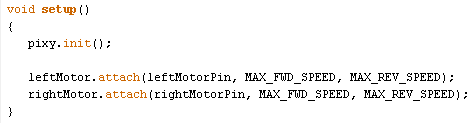 void setup()
{
pixy.init();
leftMotor.attach(leftMotorPin, MAX_FWD_SPEED, MAX_REV_SPEED);
rightMotor.attach(rightMotorPin, MAX_FWD_SPEED, MAX_REV_SPEED);
}